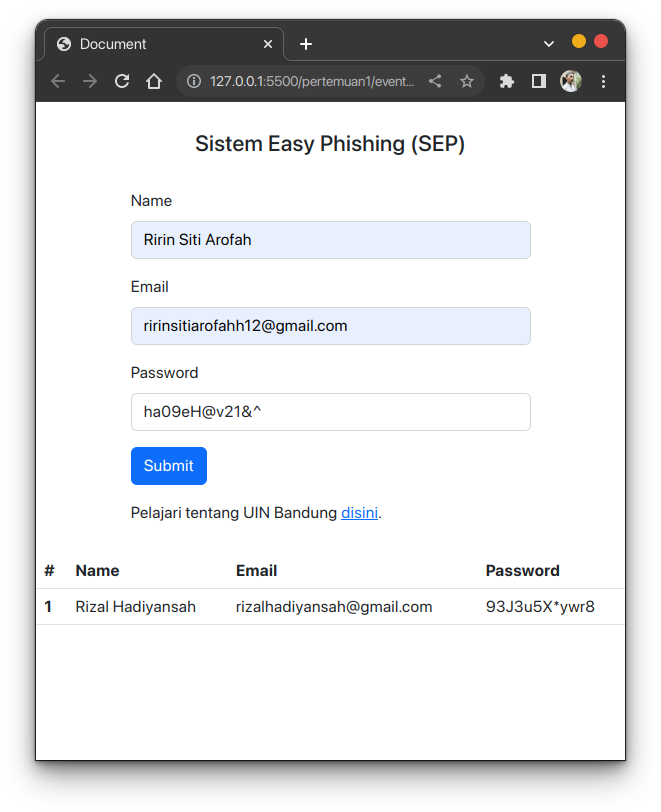 Document
127.0.0.1:5500/pertemuan1/event...
Sistem Easy Phishing (SEP)
Name
Ririn Siti Arofah
Email
ririnsitiarofahh12@gmail.com
Password
ha09eH@v21&^
Submit
Pelajari tentang UIN Bandung disini.
# Name Email Password
1 Rizal Hadiyansah rizalhadiyansah@gmail.com 93J3u5X*ywr8